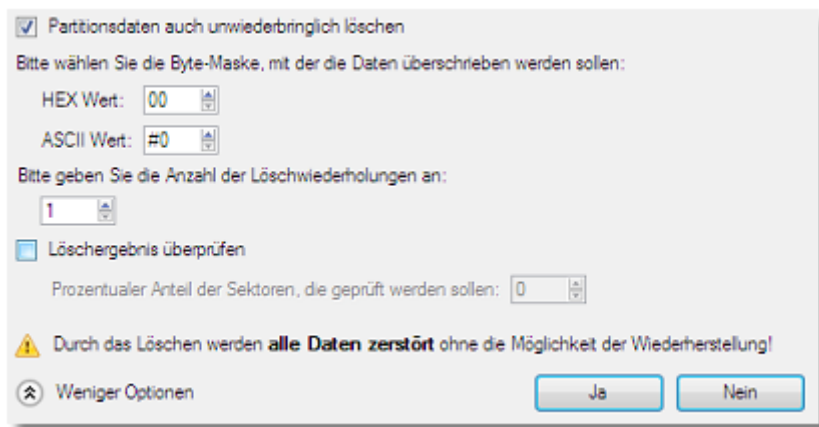 Partitionsdaten auch unwiederbringlich löschen
Bitte wählen Sie die Byte-Maske, mit der die Daten überschrieben werden sollen:
HEX Wert: 00
ASCII Wert: #0
Bitte geben Sie die Anzahl der Löschwiederholungen an:
1
Löschergebnis überprüfen
Prozentualer Anteil der Sektoren, die geprüft werden sollen: 0
Durch das Löschen werden alle Daten zerstört ohne die Möglichkeit der Wiederherstellung!
Weniger Optionen Ja Nein